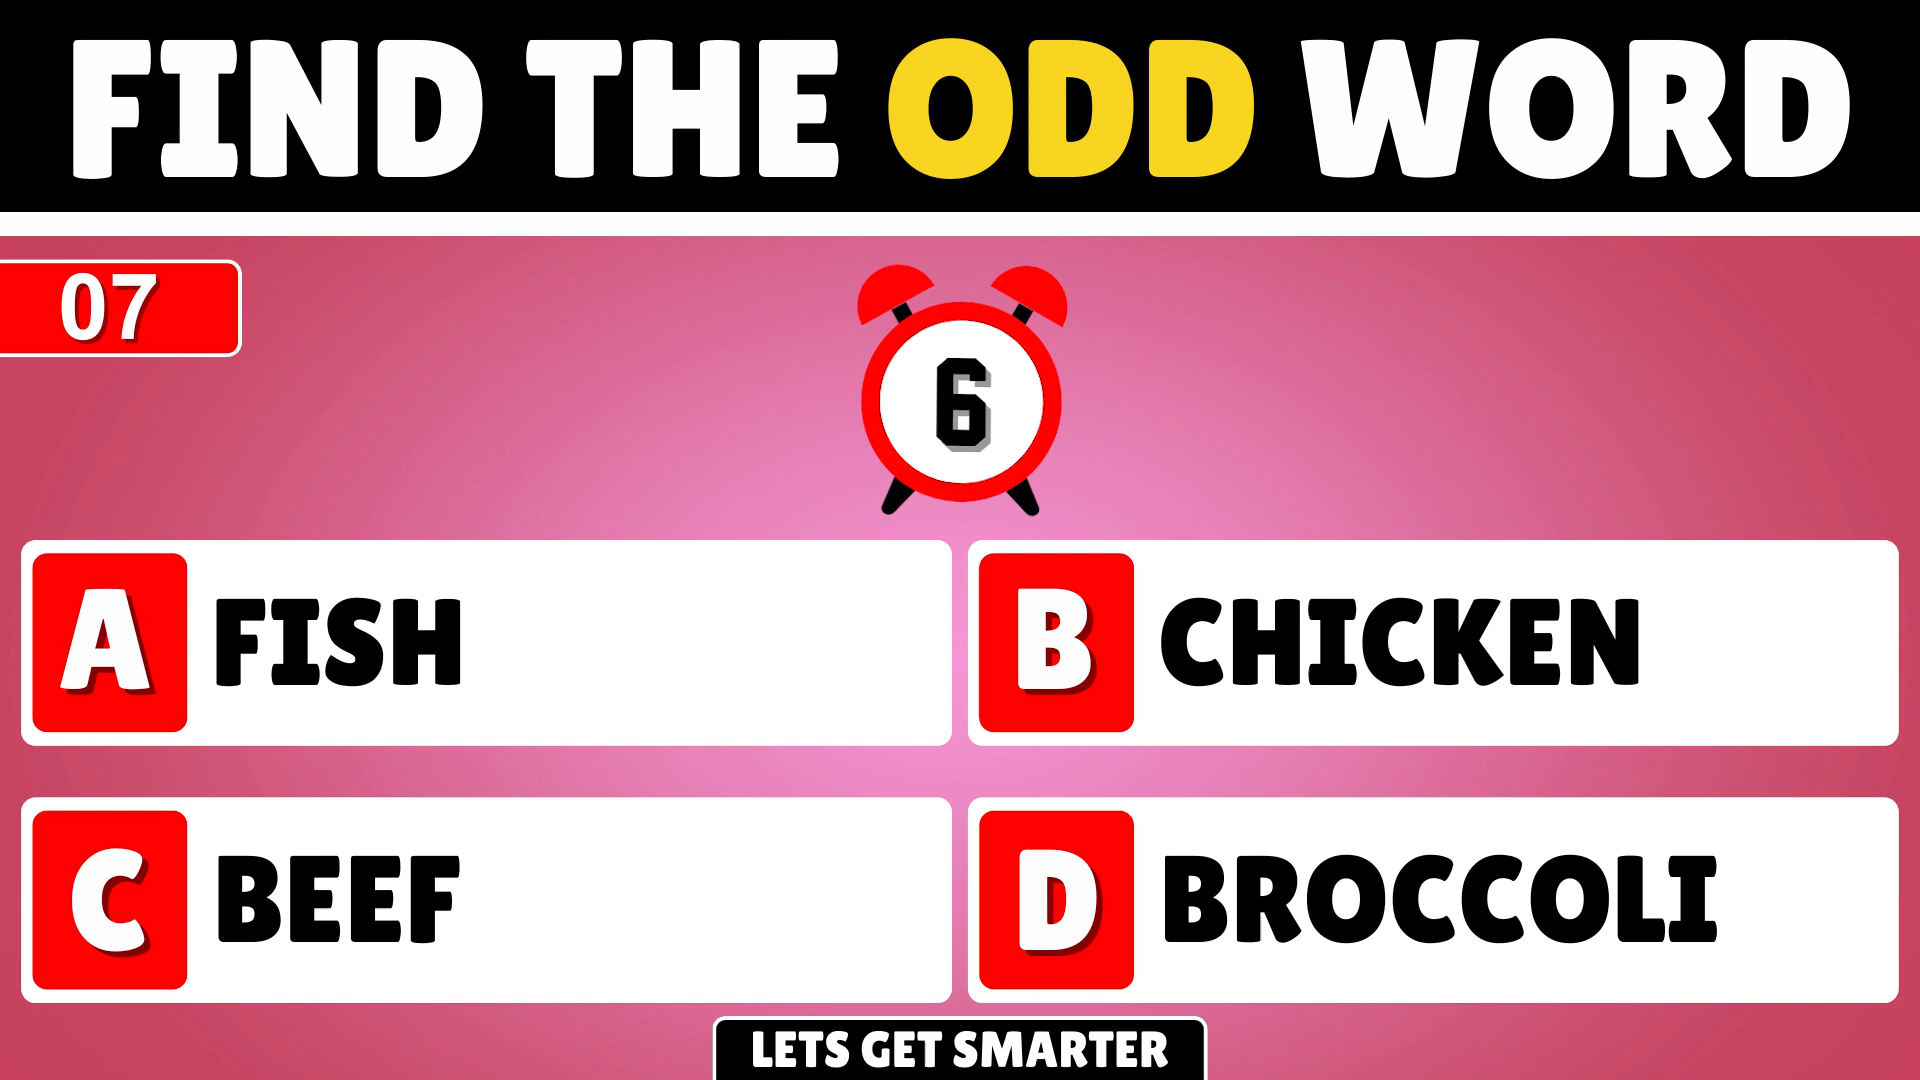 FIND THE ODD WORD
07
6
A FISH
B CHICKEN
C BEEF
D BROCCOLI
LETS GET SMARTER